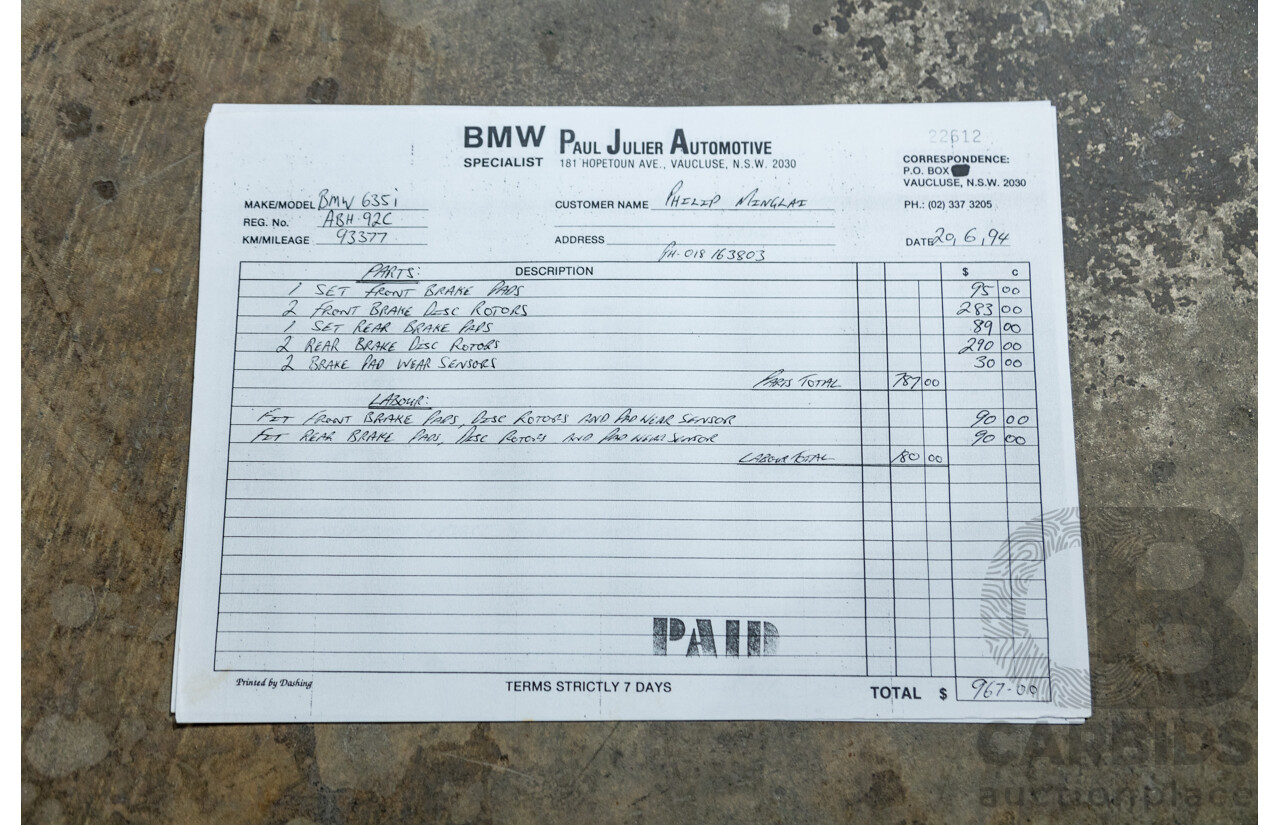 BMW PAUL JULIER AUTOMOTIVE 22612
SPECIALIST 181 HOPETOUN AVE., VAUCLUSE, N.S.W. 2030
CORRESPONDENCE:
P.O. BOX
VAUCLUSE, N.S.W. 2030
MAKE/MODEL BMW 635i CUSTOMER NAME PHILIP MINGLAI PH.: (02) 337 3205
REG. No. ABH·92C
KM/MILEAGE 93377 ADDRESS DATE 20,6,94
PH. 018 163803
PARTS: DESCRIPTION $ c
1 SET FRONT BRAKE PADS 95 00
2 FRONT BRAKE DISC ROTORS 283 00
1 SET REAR BRAKE PADS 89 00
2 REAR BRAKE DISC ROTORS 290 00
2 BRAKE PAD WEAR SENSORS 30 00
PARTS TOTAL 787 00
LABOUR:
FIT FRONT BRAKE PADS, DISC ROTORS AND PAD WEAR SENSOR 90 00
FIT REAR BRAKE PADS, DISC ROTORS AND PAD WEAR SENSOR 90 00
LABOUR TOTAL 180 00
PAID
Printed by Dashing TERMS STRICTLY 7 DAYS TOTAL $ 967-00
CB
CARBIDS
auctionplace